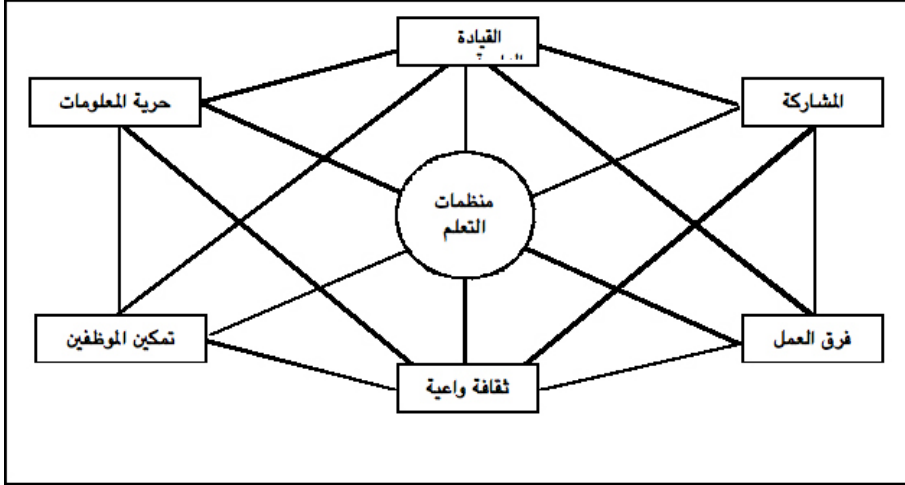 القيادة
المشاركة
حرية المعلومات
منظمات
التعلم
فرق العمل
تمكين الموظفين
ثقافة واعية